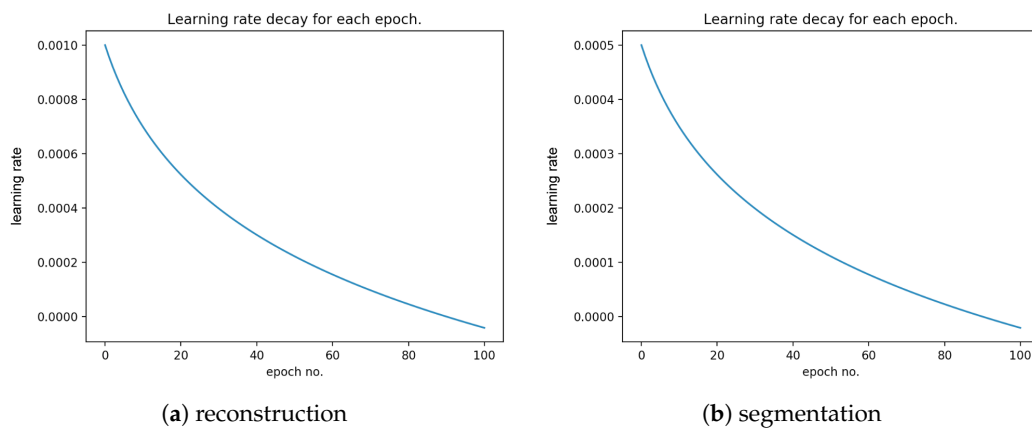 Learning rate decay for each epoch.
0.0010
0.0008
0.0006
0.0004
0.0002
0.0000
learning rate
0 20 40 60 80 100
epoch no.
(a) reconstruction
Learning rate decay for each epoch.
0.0005
0.0004
0.0003
0.0002
0.0001
0.0000
learning rate
0 20 40 60 80 100
epoch no.
(b) segmentation